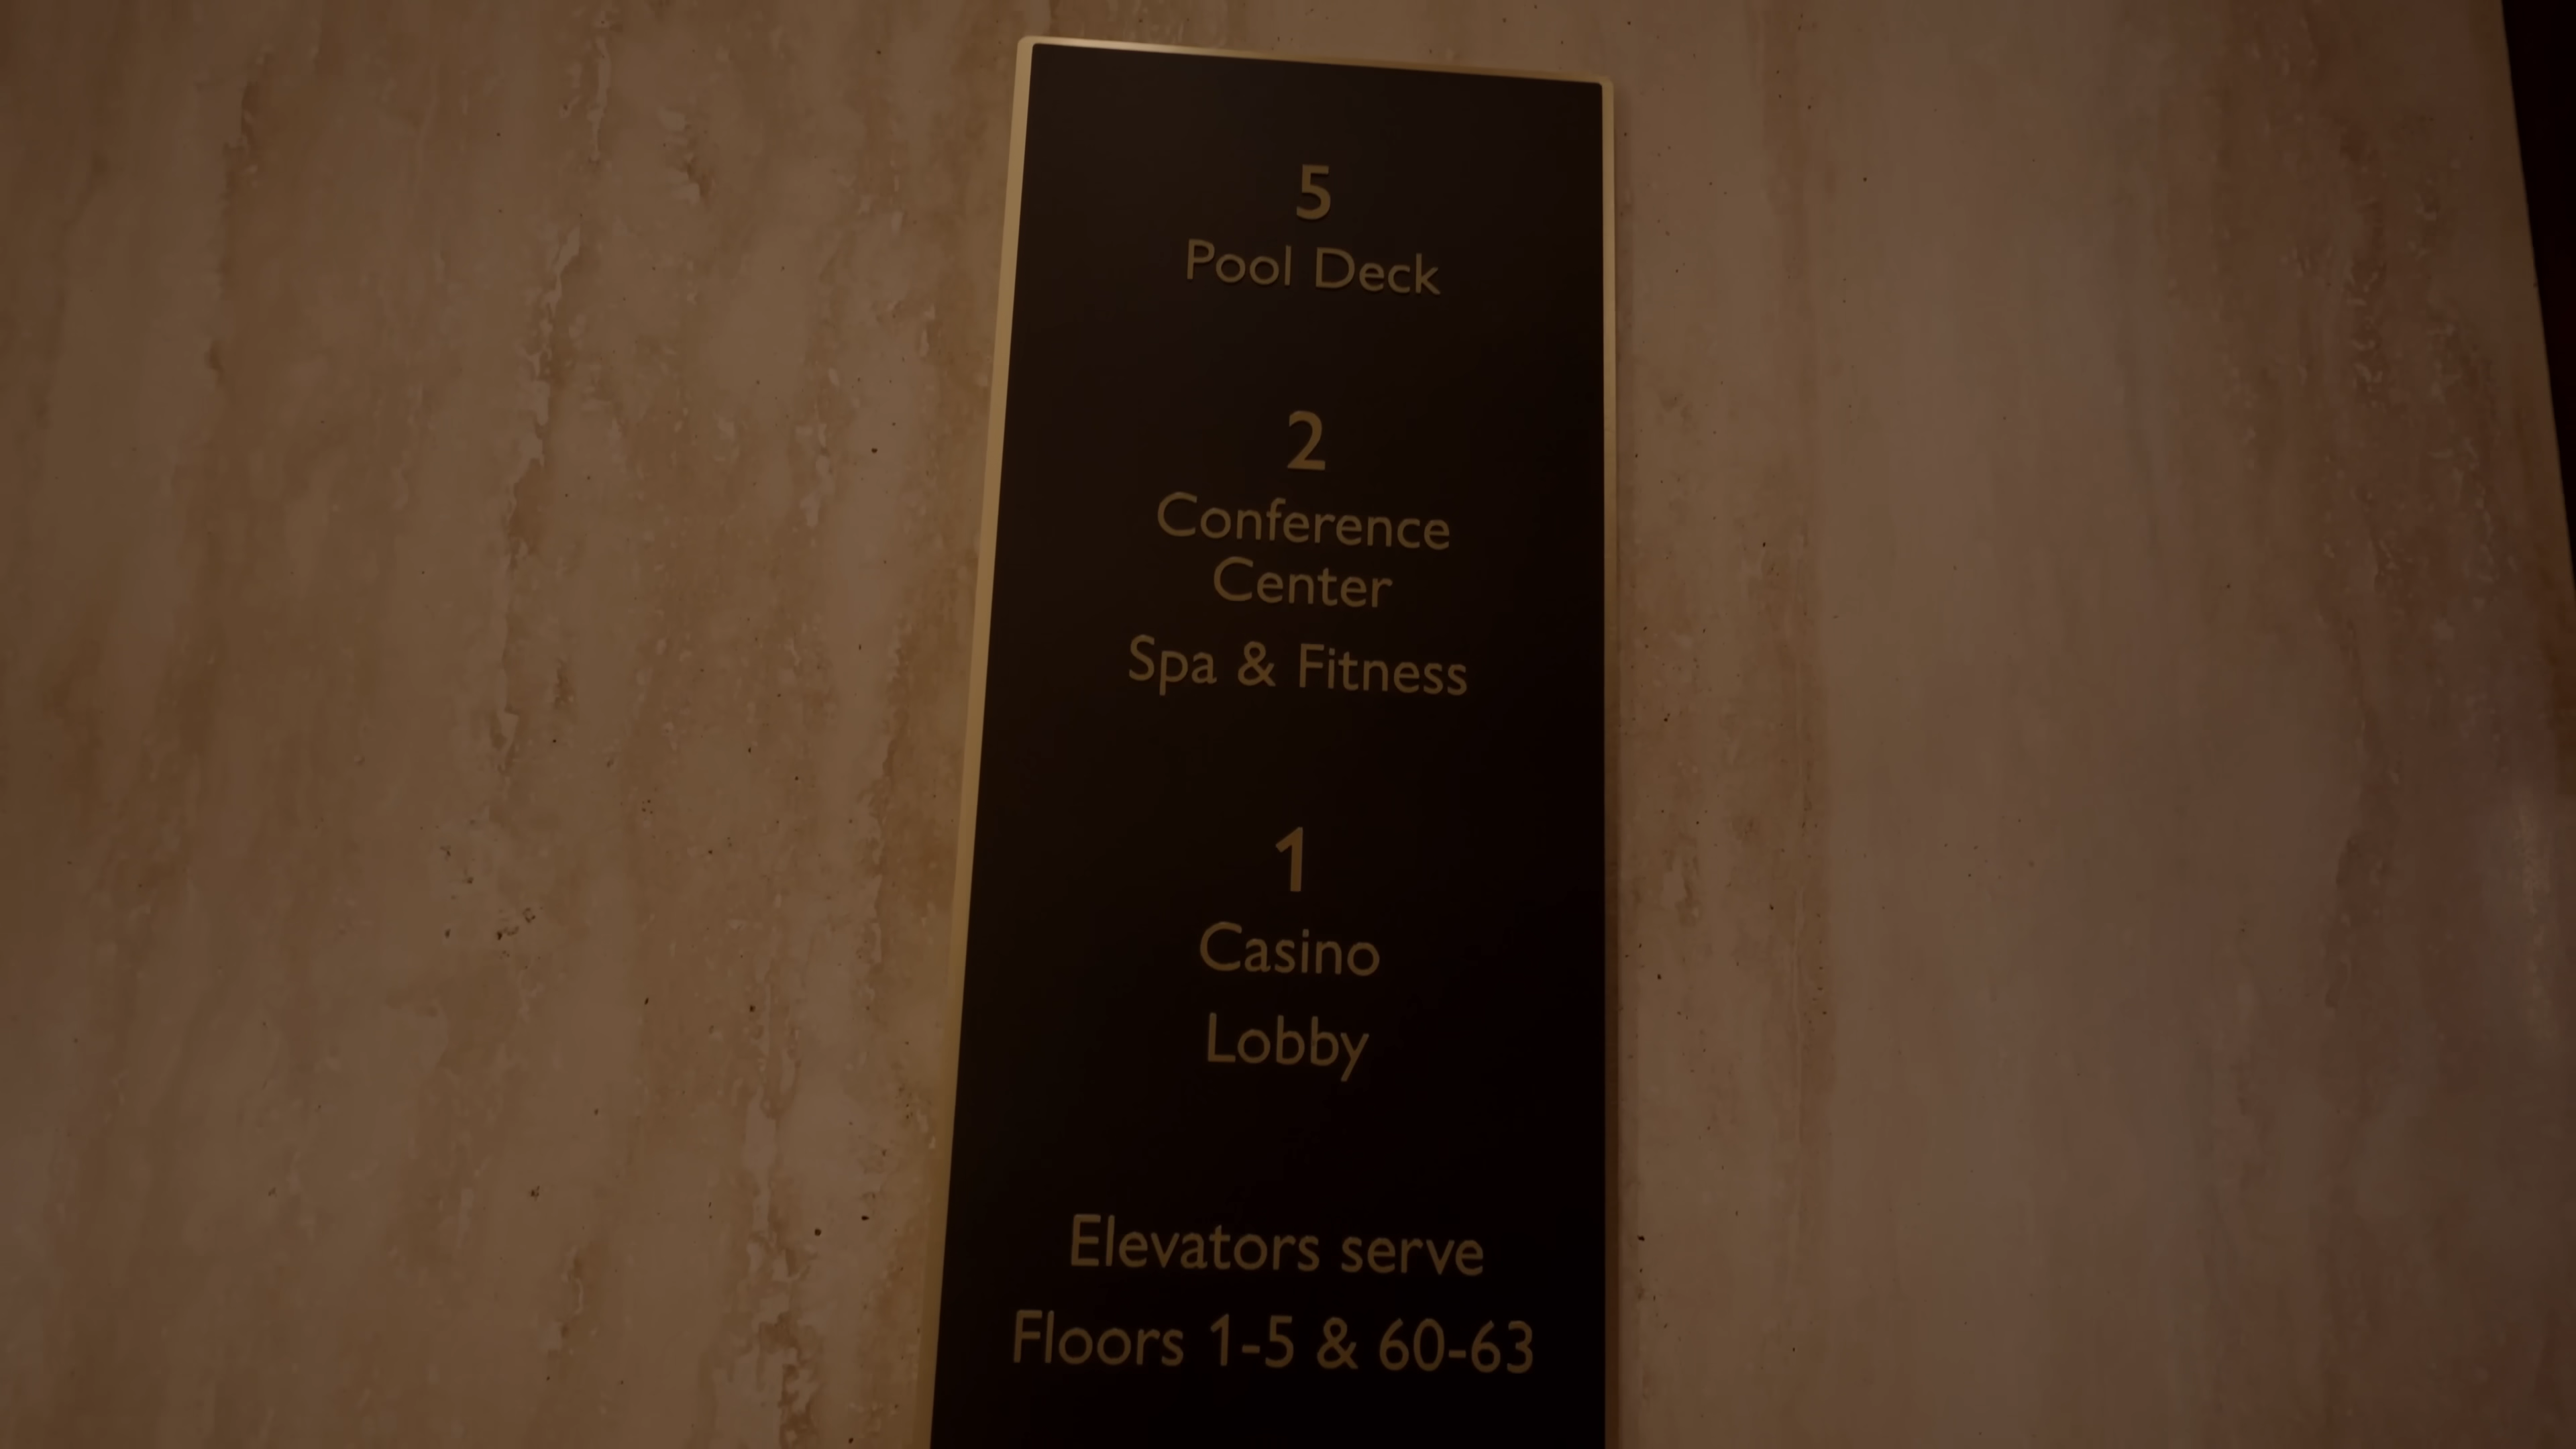 5
Pool Deck
2
Conference
Center
Spa & Fitness
1
Casino
Lobby
Elevators serve
Floors 1-5 & 60-63